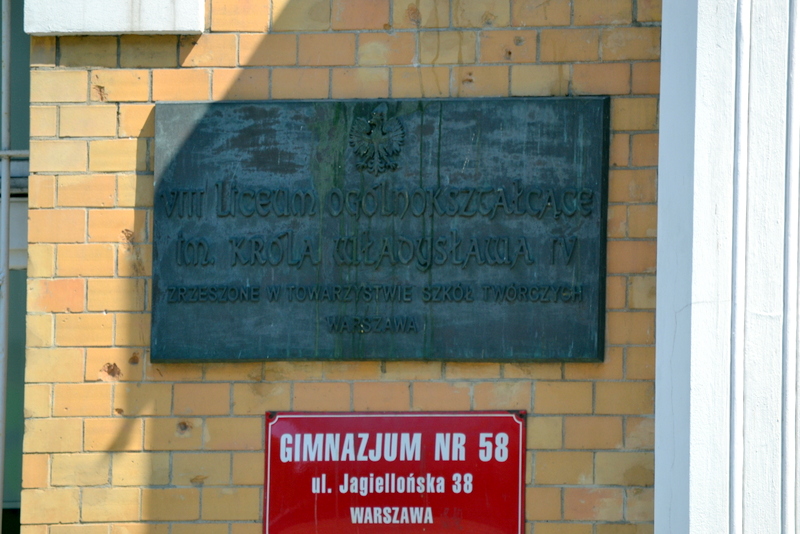 VIII Liceum Ogólnokształcące
im. Króla Władysława IV
ZRZESZONE W TOWARZYSTWIE SZKÓŁ TWÓRCZYCH
WARSZAWA
GIMNAZJUM NR 58
ul. Jagiellońska 38
WARSZAWA